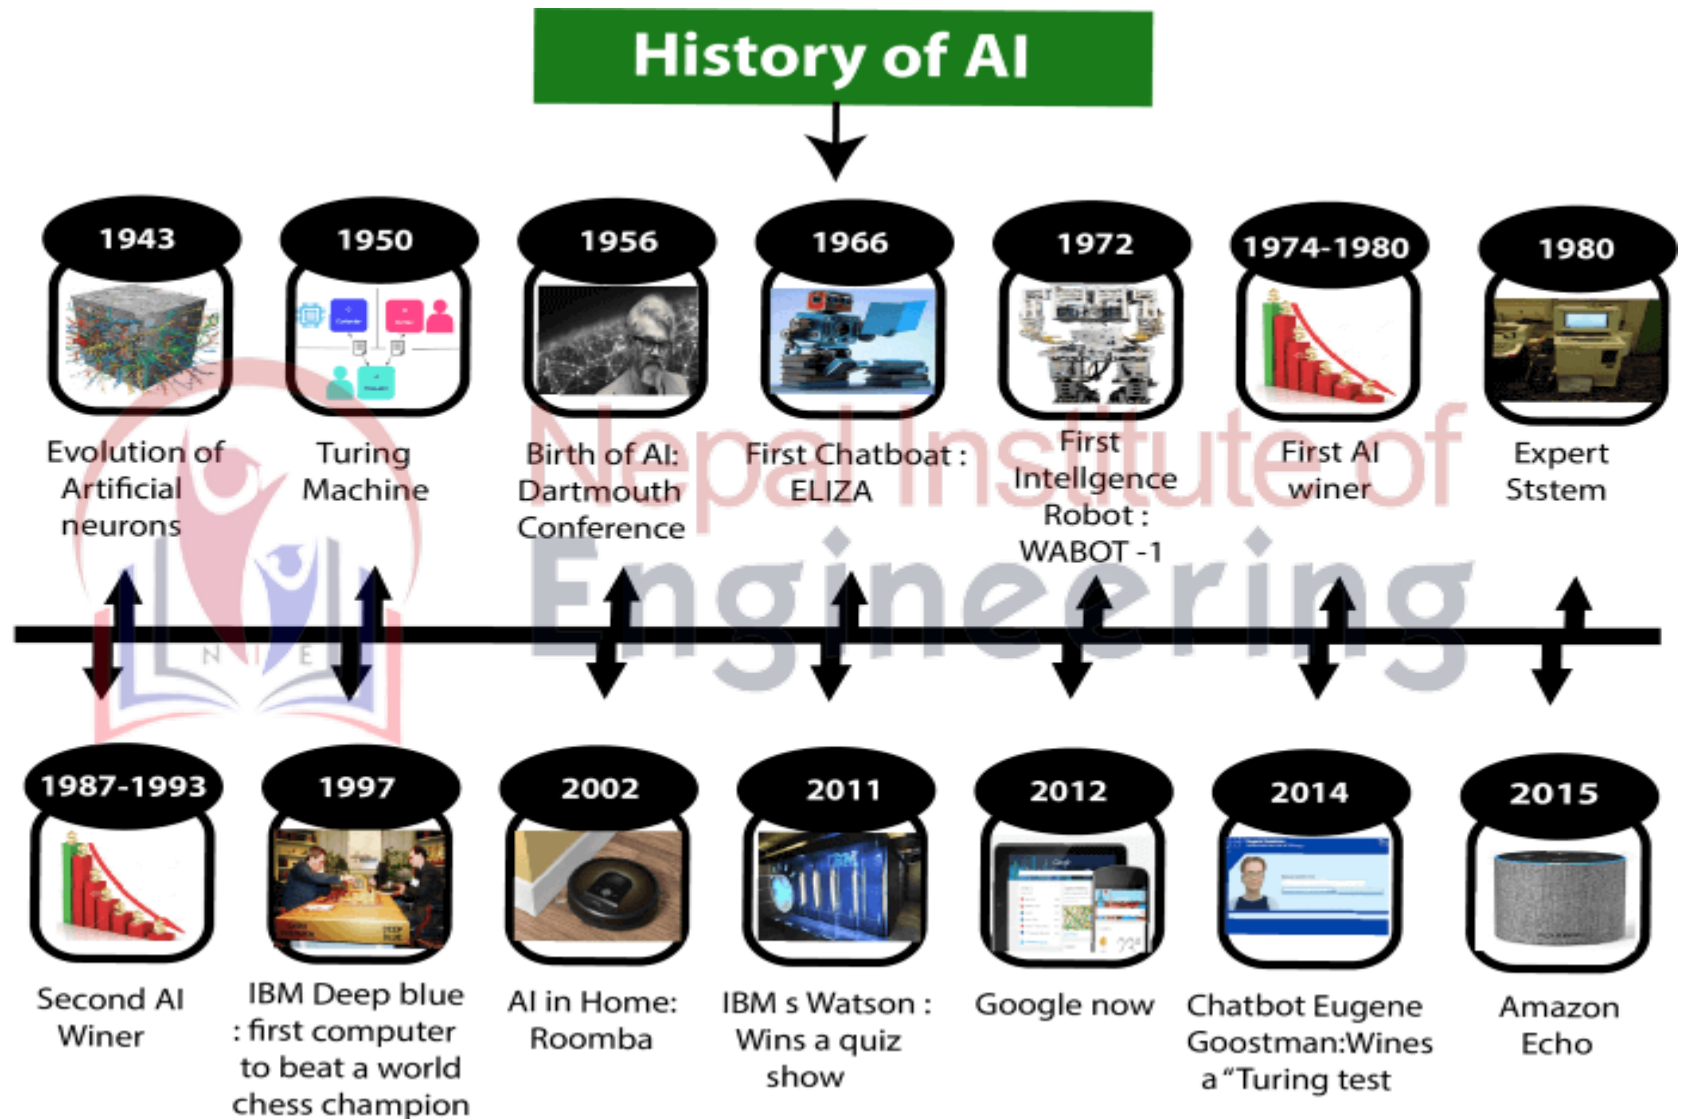 History of AI
1943
1950
1956
1966
1972
1974-1980
1980
Evolution of
Artificial
neurons
Turing
Machine
Birth of AI:
Dartmouth
Conference
First Chatboat :
ELIZA
First
Intellgence
Robot :
WABOT -1
First AI
winer
Expert
Ststem
Nepal Institute of
Engineering
N I E
1987-1993
1997
2002
2011
2012
2014
2015
IBM
DEEP
BLUE
Google
Second AI
Winer
IBM Deep blue
: first computer
to beat a world
chess champion
AI in Home:
Roomba
IBM s Watson :
Wins a quiz
show
Google now
Chatbot Eugene
Goostman:Wines
a “Turing test
Amazon
Echo